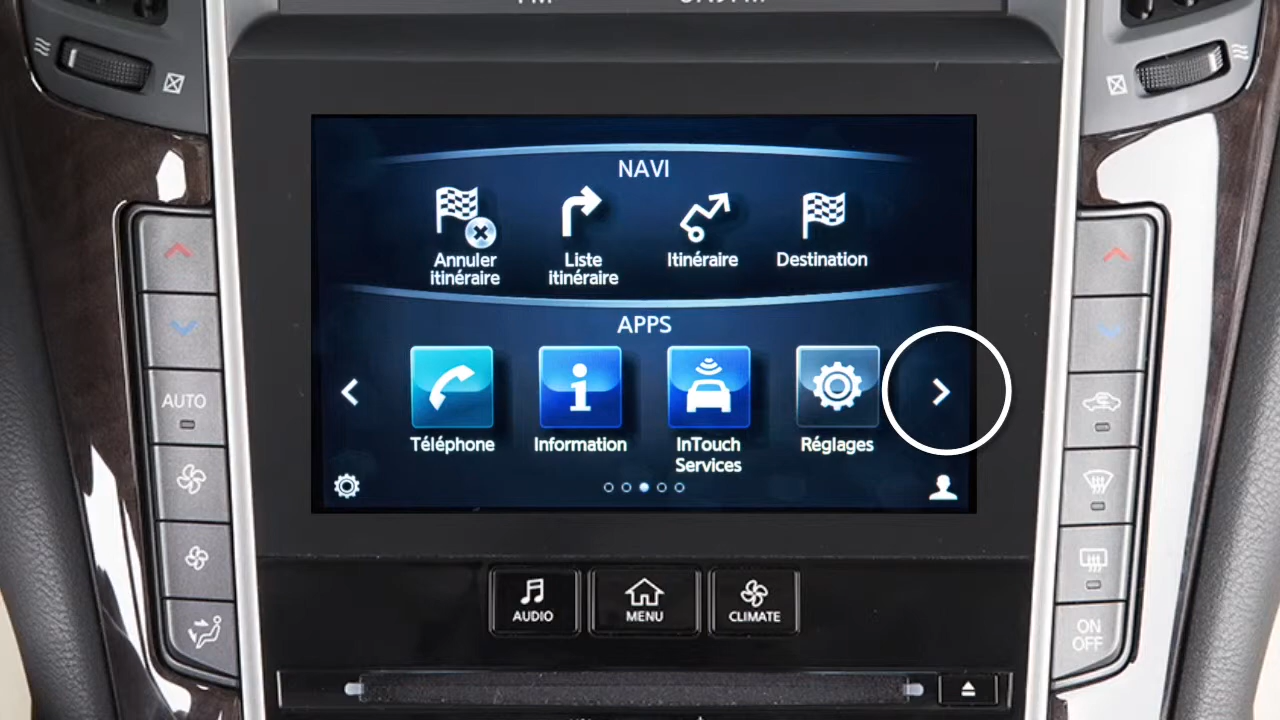 NAVI
Annuler
itinéraire
Liste
itinéraire
Itinéraire
Destination
APPS
Téléphone
Information
InTouch
Services
Réglages
AUTO
ON
OFF
AUDIO
MENU
CLIMATE